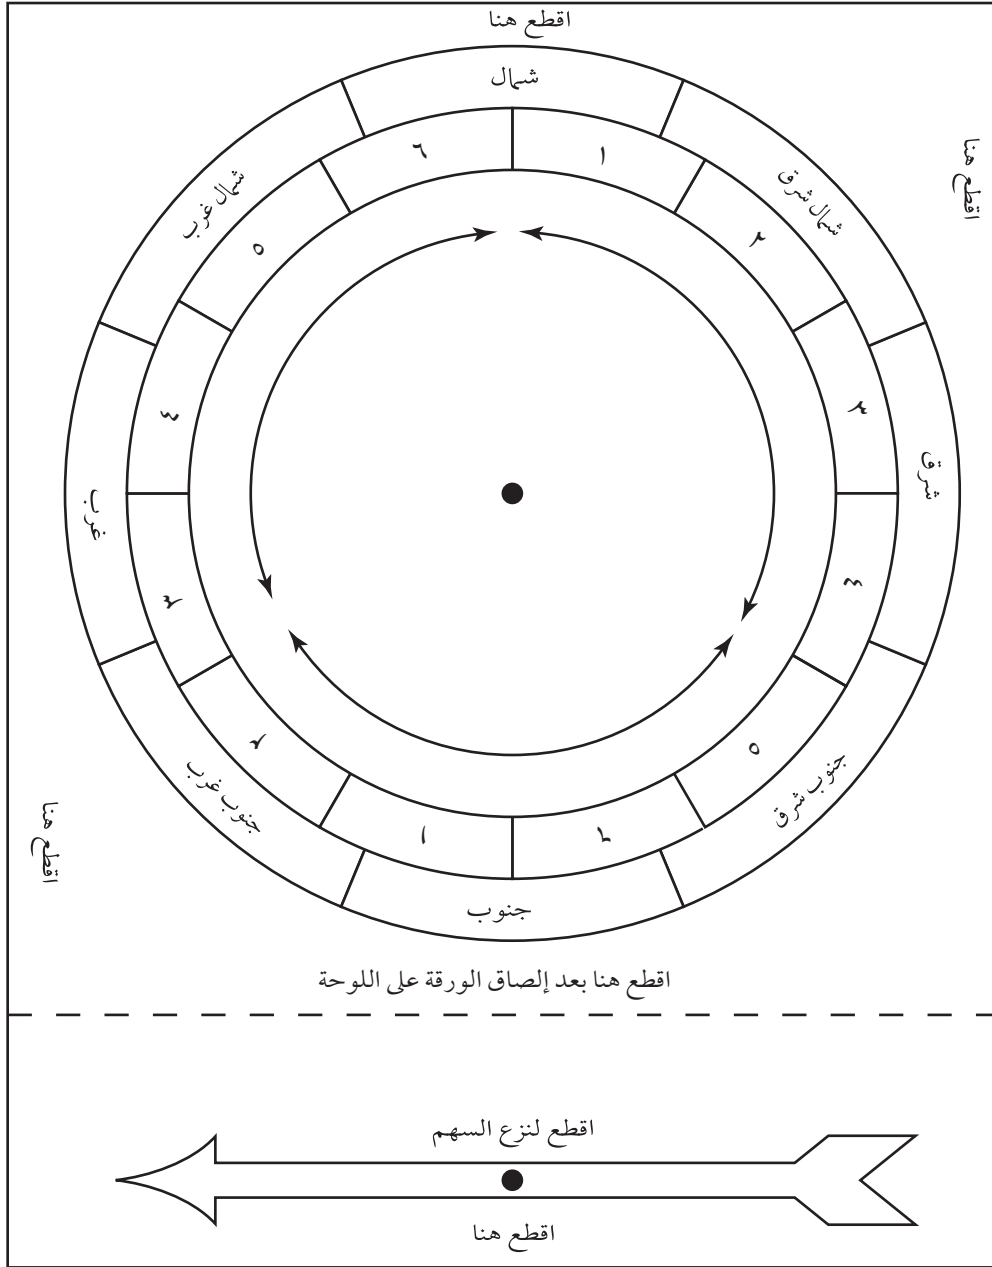 اقطع هنا
شمال
شمال شرق
شرق
جنوب شرق
جنوب
جنوب غرب
غرب
شمال غرب
١
٢
٣
٤
٥
٦
١
٢
٣
٤
٥
٦
اقطع هنا
اقطع هنا
اقطع هنا بعد إلصاق الورقة على اللوحة
اقطع لنزع السهم
اقطع هنا